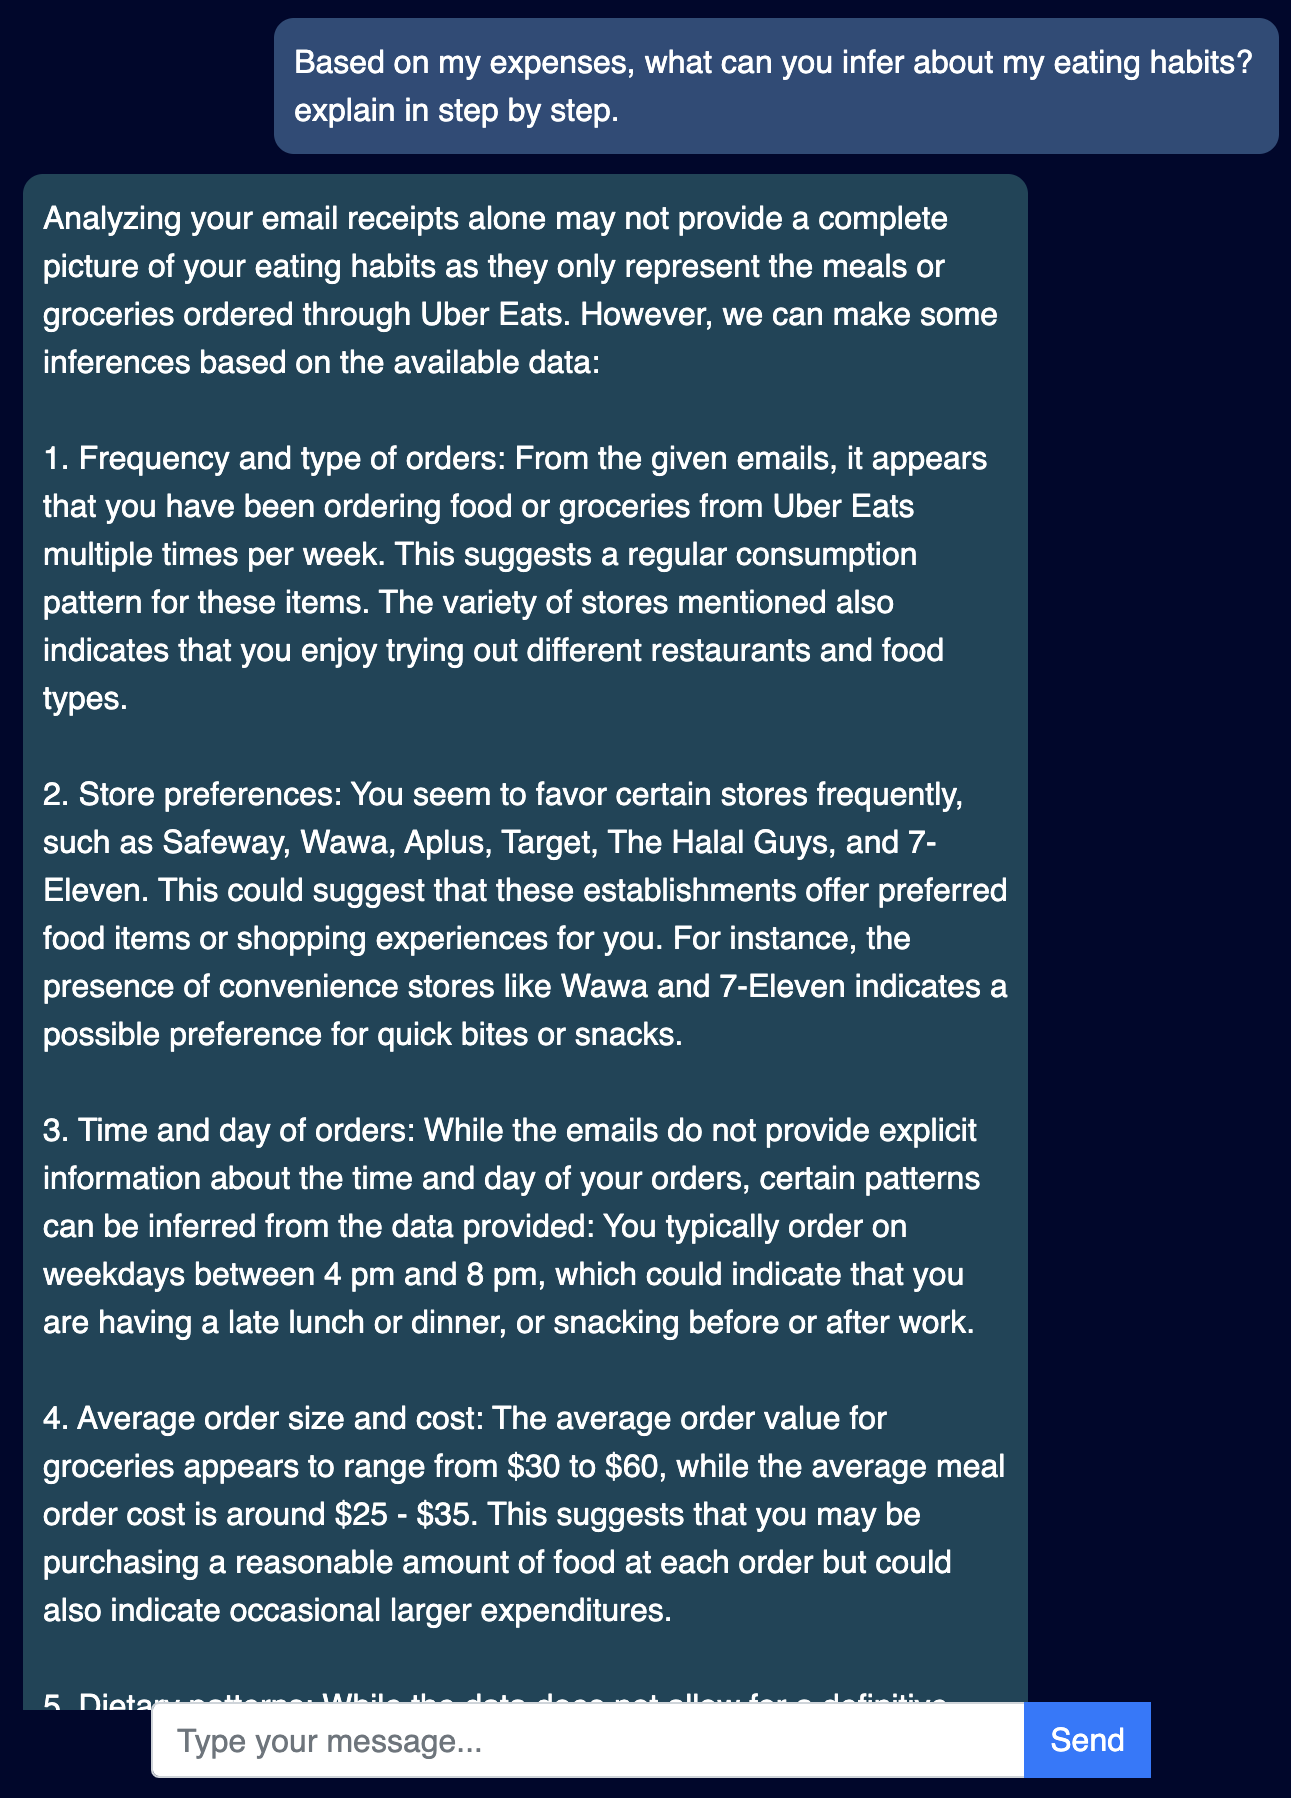 Based on my expenses, what can you infer about my eating habits?
explain in step by step.
Analyzing your email receipts alone may not provide a complete
picture of your eating habits as they only represent the meals or
groceries ordered through Uber Eats. However, we can make some
inferences based on the available data:
1. Frequency and type of orders: From the given emails, it appears
that you have been ordering food or groceries from Uber Eats
multiple times per week. This suggests a regular consumption
pattern for these items. The variety of stores mentioned also
indicates that you enjoy trying out different restaurants and food
types.
2. Store preferences: You seem to favor certain stores frequently,
such as Safeway, Wawa, Aplus, Target, The Halal Guys, and 7-
Eleven. This could suggest that these establishments offer preferred
food items or shopping experiences for you. For instance, the
presence of convenience stores like Wawa and 7-Eleven indicates a
possible preference for quick bites or snacks.
3. Time and day of orders: While the emails do not provide explicit
information about the time and day of your orders, certain patterns
can be inferred from the data provided: You typically order on
weekdays between 4 pm and 8 pm, which could indicate that you
are having a late lunch or dinner, or snacking before or after work.
4. Average order size and cost: The average order value for
groceries appears to range from $30 to $60, while the average meal
order cost is around $25 - $35. This suggests that you may be
purchasing a reasonable amount of food at each order but could
also indicate occasional larger expenditures.
5. Dietary patterns: While the data does not allow for a definitive
Type your message...
Send